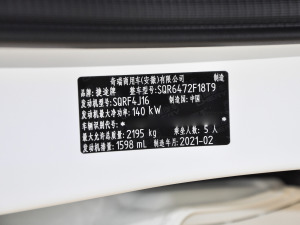 奇瑞商用车(安徽)有限公司 制造
品牌:捷途牌 整车型号:SQR6472F18T9
发动机型号:SQRF4J16 制造国:中国
发动机最大净功率:140 kW
车辆识别代号:*
最大允许总质量:2195 kg 乘坐人数:5 人
发动机排量:1598 mL 制造年月:2021-02